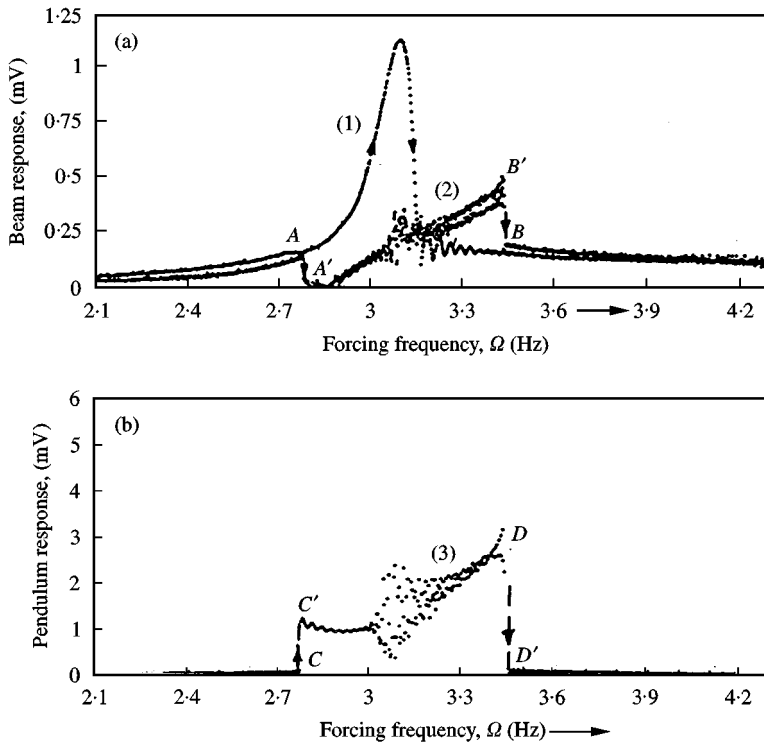 (a)
Beam response, (mV)
1·25
1
0·75
0·5
0·25
0
(1)
(2)
A
A′
B′
B
2·1 2·4 2·7 3 3·3 3·6 3·9 4·2
Forcing frequency, Ω (Hz)
(b)
Pendulum response, (mV)
6
5
4
3
2
1
0
(3)
D
C′
C
D′
2·1 2·4 2·7 3 3·3 3·6 3·9 4·2
Forcing frequency, Ω (Hz)